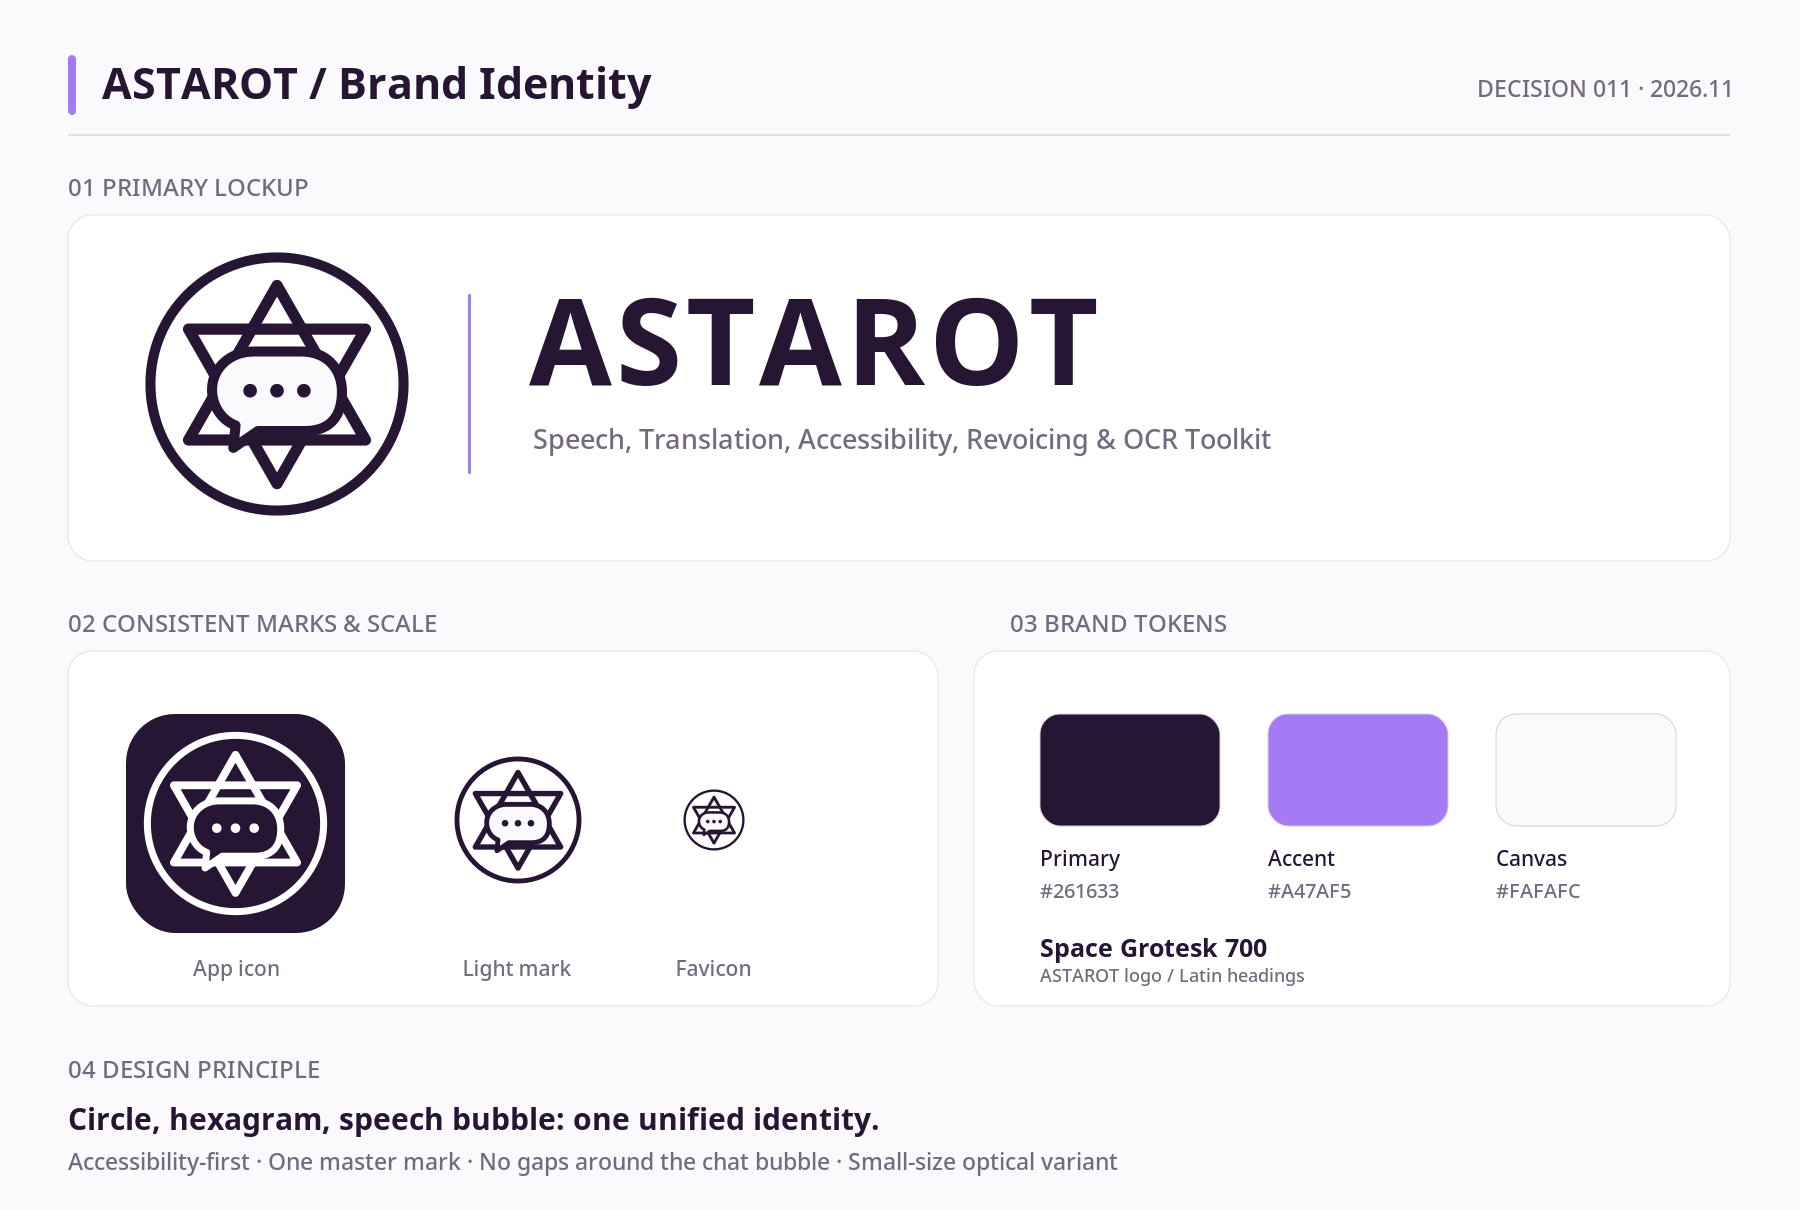 ASTAROT / Brand Identity
DECISION 011 · 2026.11
01 PRIMARY LOCKUP
ASTAROT
Speech, Translation, Accessibility, Revoicing & OCR Toolkit
02 CONSISTENT MARKS & SCALE
App icon
Light mark
Favicon
03 BRAND TOKENS
Primary
#261633
Accent
#A47AF5
Canvas
#FAFAFC
Space Grotesk 700
ASTAROT logo / Latin headings
04 DESIGN PRINCIPLE
Circle, hexagram, speech bubble: one unified identity.
Accessibility-first · One master mark · No gaps around the chat bubble · Small-size optical variant